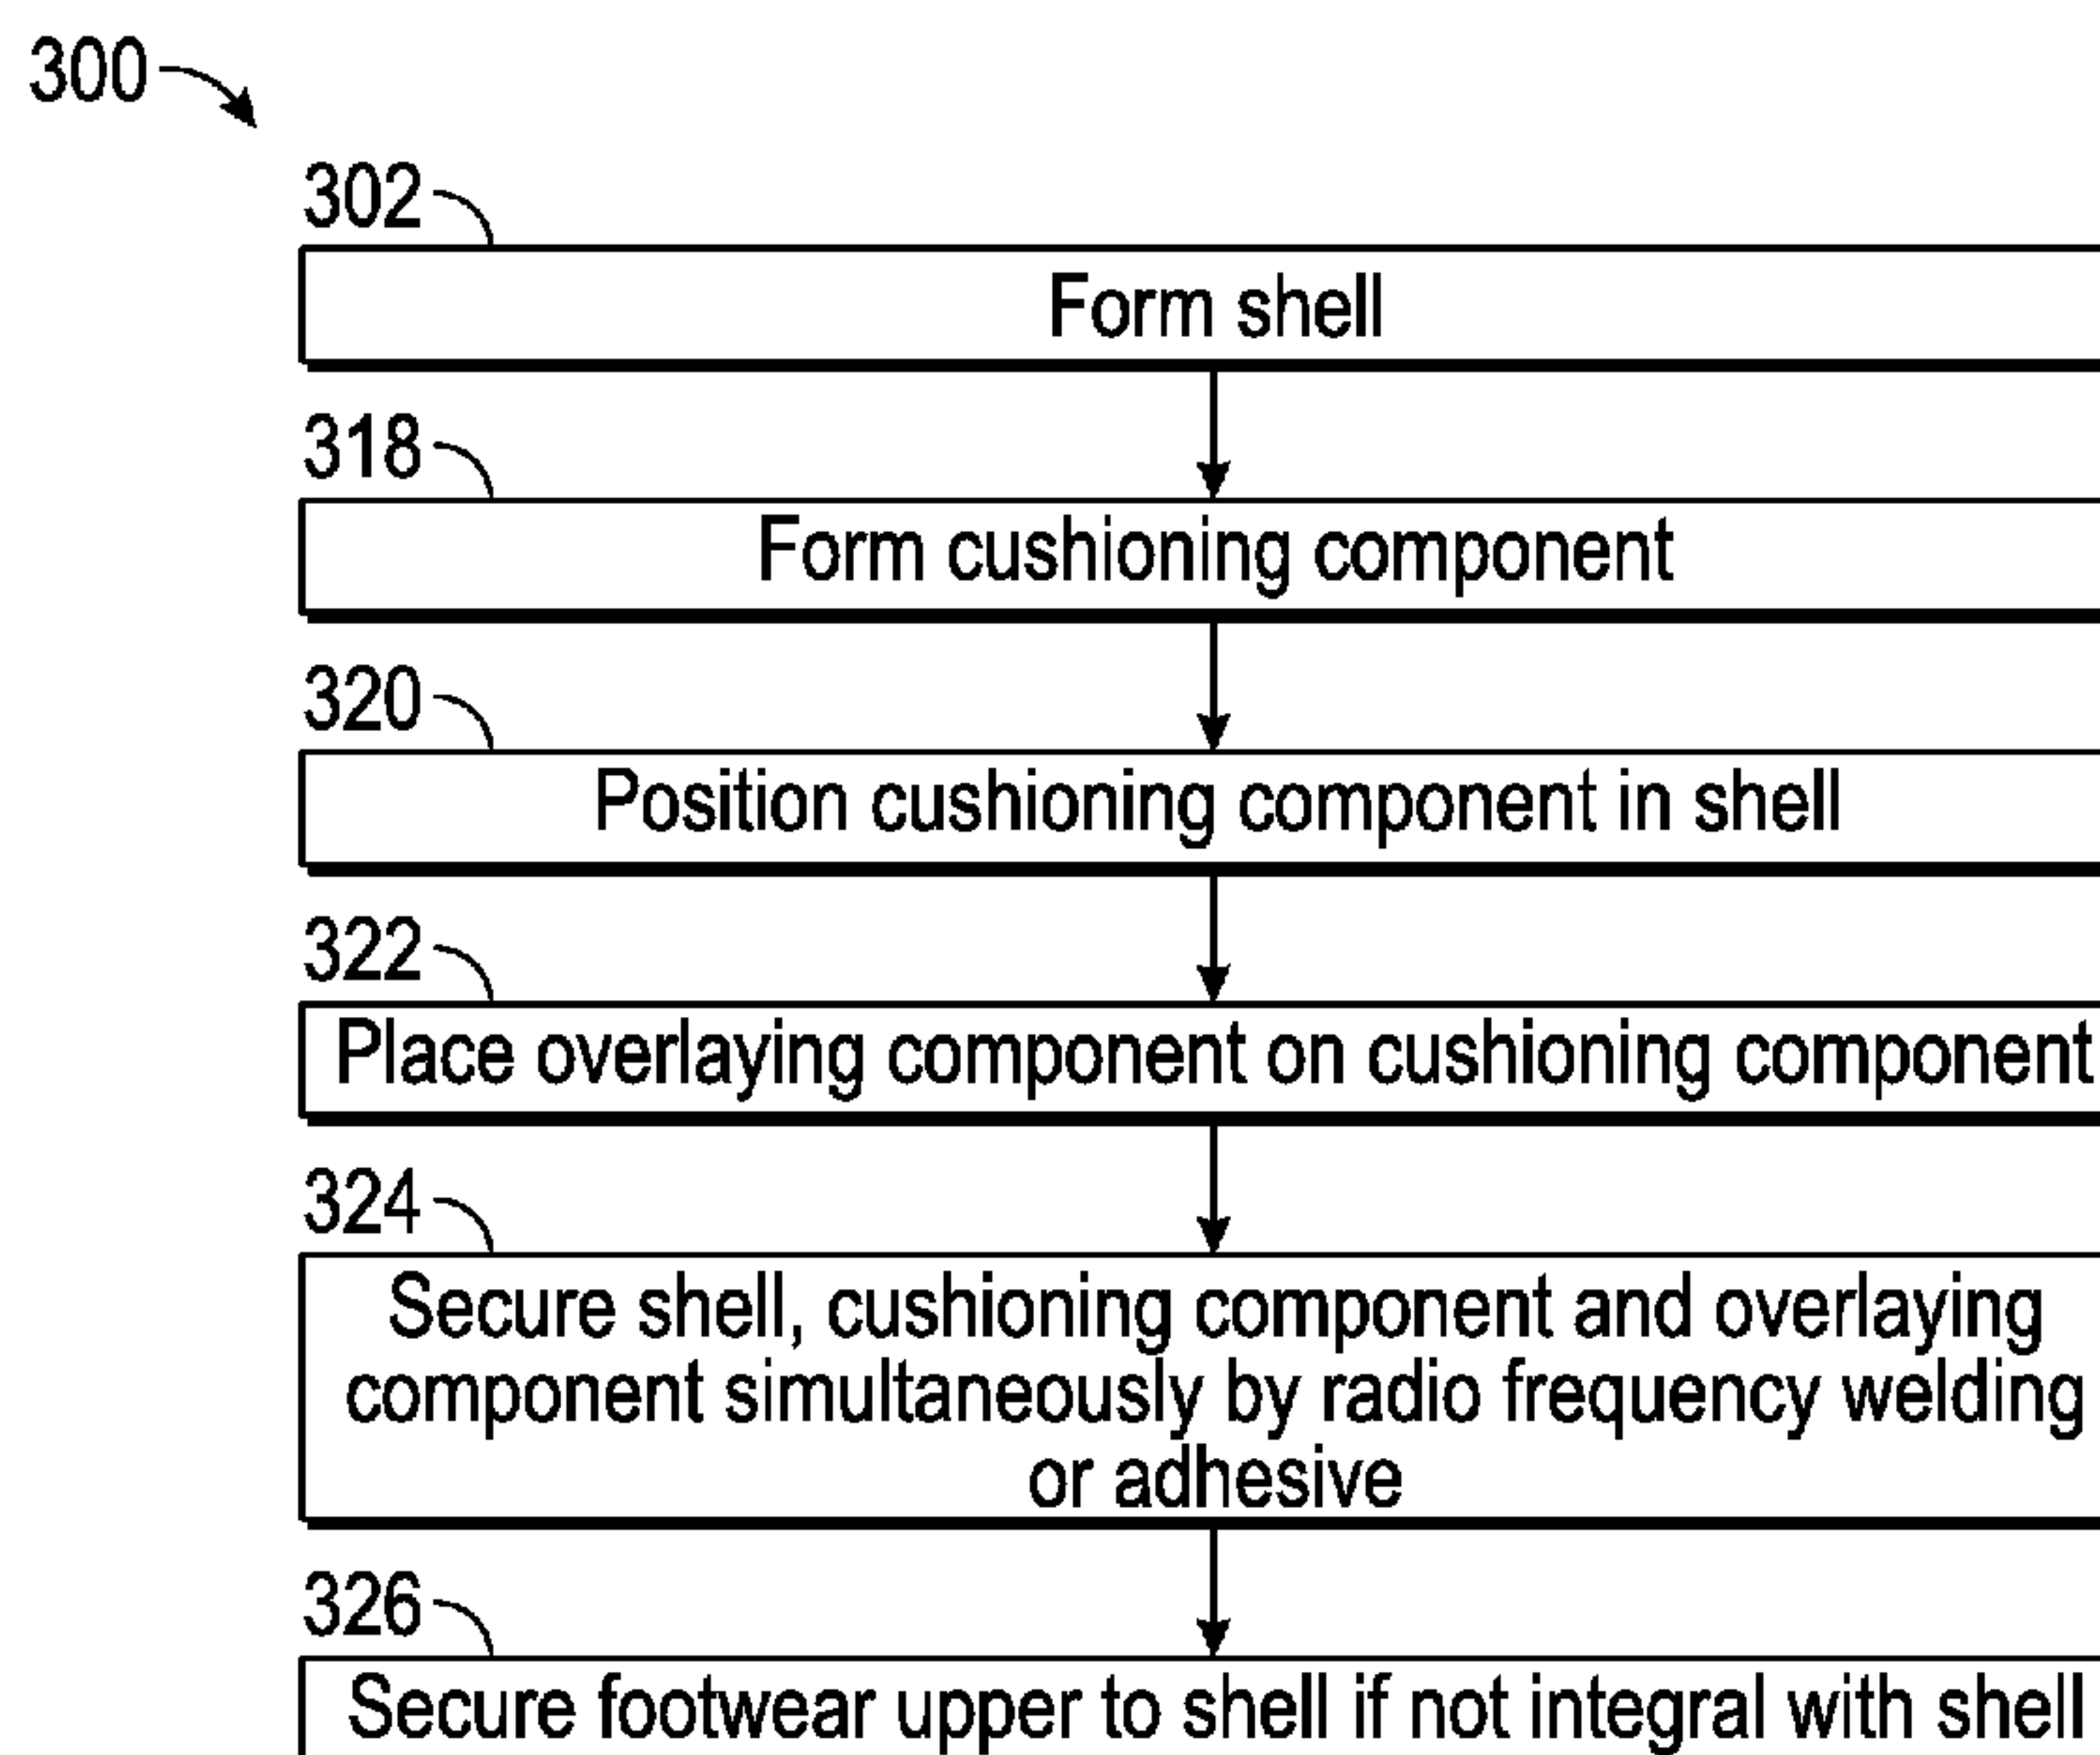 300
302
Form shell
318
Form cushioning component
320
Position cushioning component in shell
322
Place overlaying component on cushioning component
324
Secure shell, cushioning component and overlaying
component simultaneously by radio frequency welding
or adhesive
326
Secure footwear upper to shell if not integral with shell